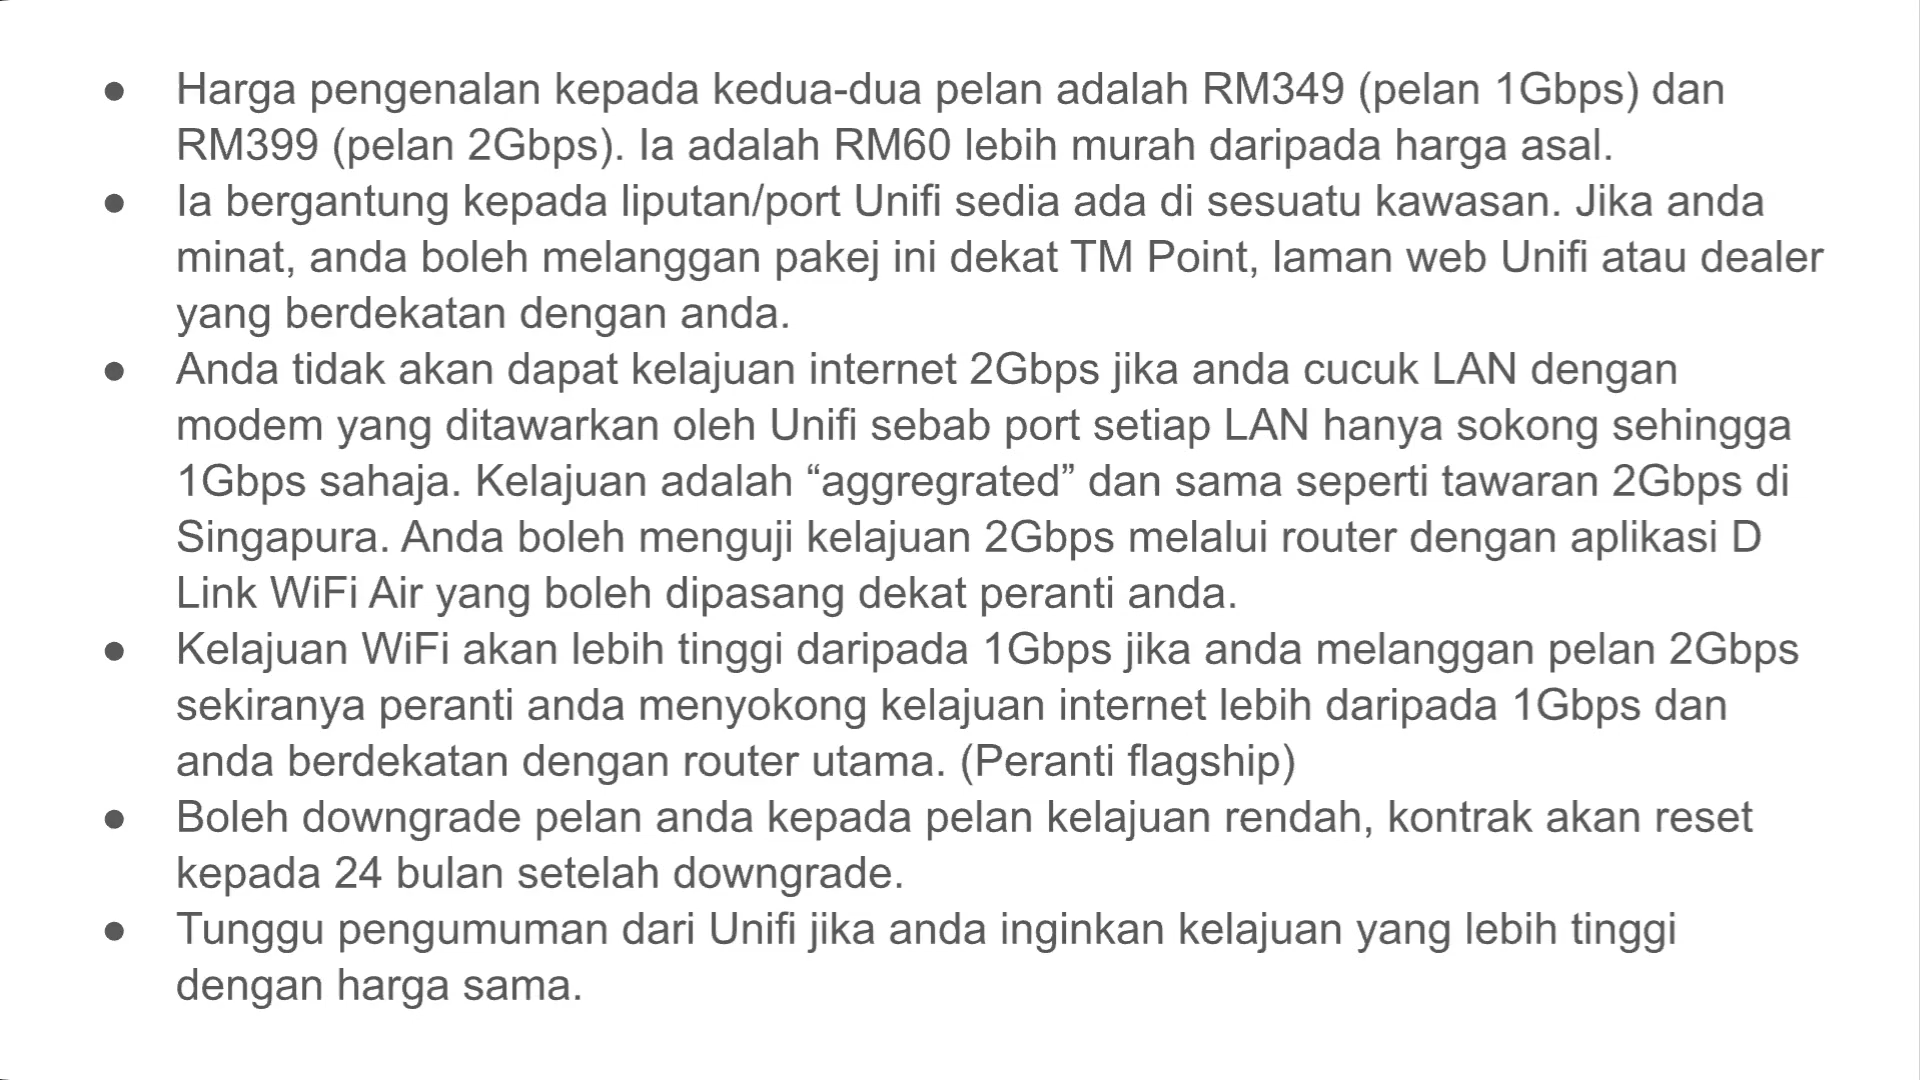 ● Harga pengenalan kepada kedua-dua pelan adalah RM349 (pelan 1Gbps) dan
RM399 (pelan 2Gbps). Ia adalah RM60 lebih murah daripada harga asal.
● Ia bergantung kepada liputan/port Unifi sedia ada di sesuatu kawasan. Jika anda
minat, anda boleh melanggan pakej ini dekat TM Point, laman web Unifi atau dealer
yang berdekatan dengan anda.
● Anda tidak akan dapat kelajuan internet 2Gbps jika anda cucuk LAN dengan
modem yang ditawarkan oleh Unifi sebab port setiap LAN hanya sokong sehingga
1Gbps sahaja. Kelajuan adalah “aggregrated” dan sama seperti tawaran 2Gbps di
Singapura. Anda boleh menguji kelajuan 2Gbps melalui router dengan aplikasi D
Link WiFi Air yang boleh dipasang dekat peranti anda.
● Kelajuan WiFi akan lebih tinggi daripada 1Gbps jika anda melanggan pelan 2Gbps
sekiranya peranti anda menyokong kelajuan internet lebih daripada 1Gbps dan
anda berdekatan dengan router utama. (Peranti flagship)
● Boleh downgrade pelan anda kepada pelan kelajuan rendah, kontrak akan reset
kepada 24 bulan setelah downgrade.
● Tunggu pengumuman dari Unifi jika anda inginkan kelajuan yang lebih tinggi
dengan harga sama.